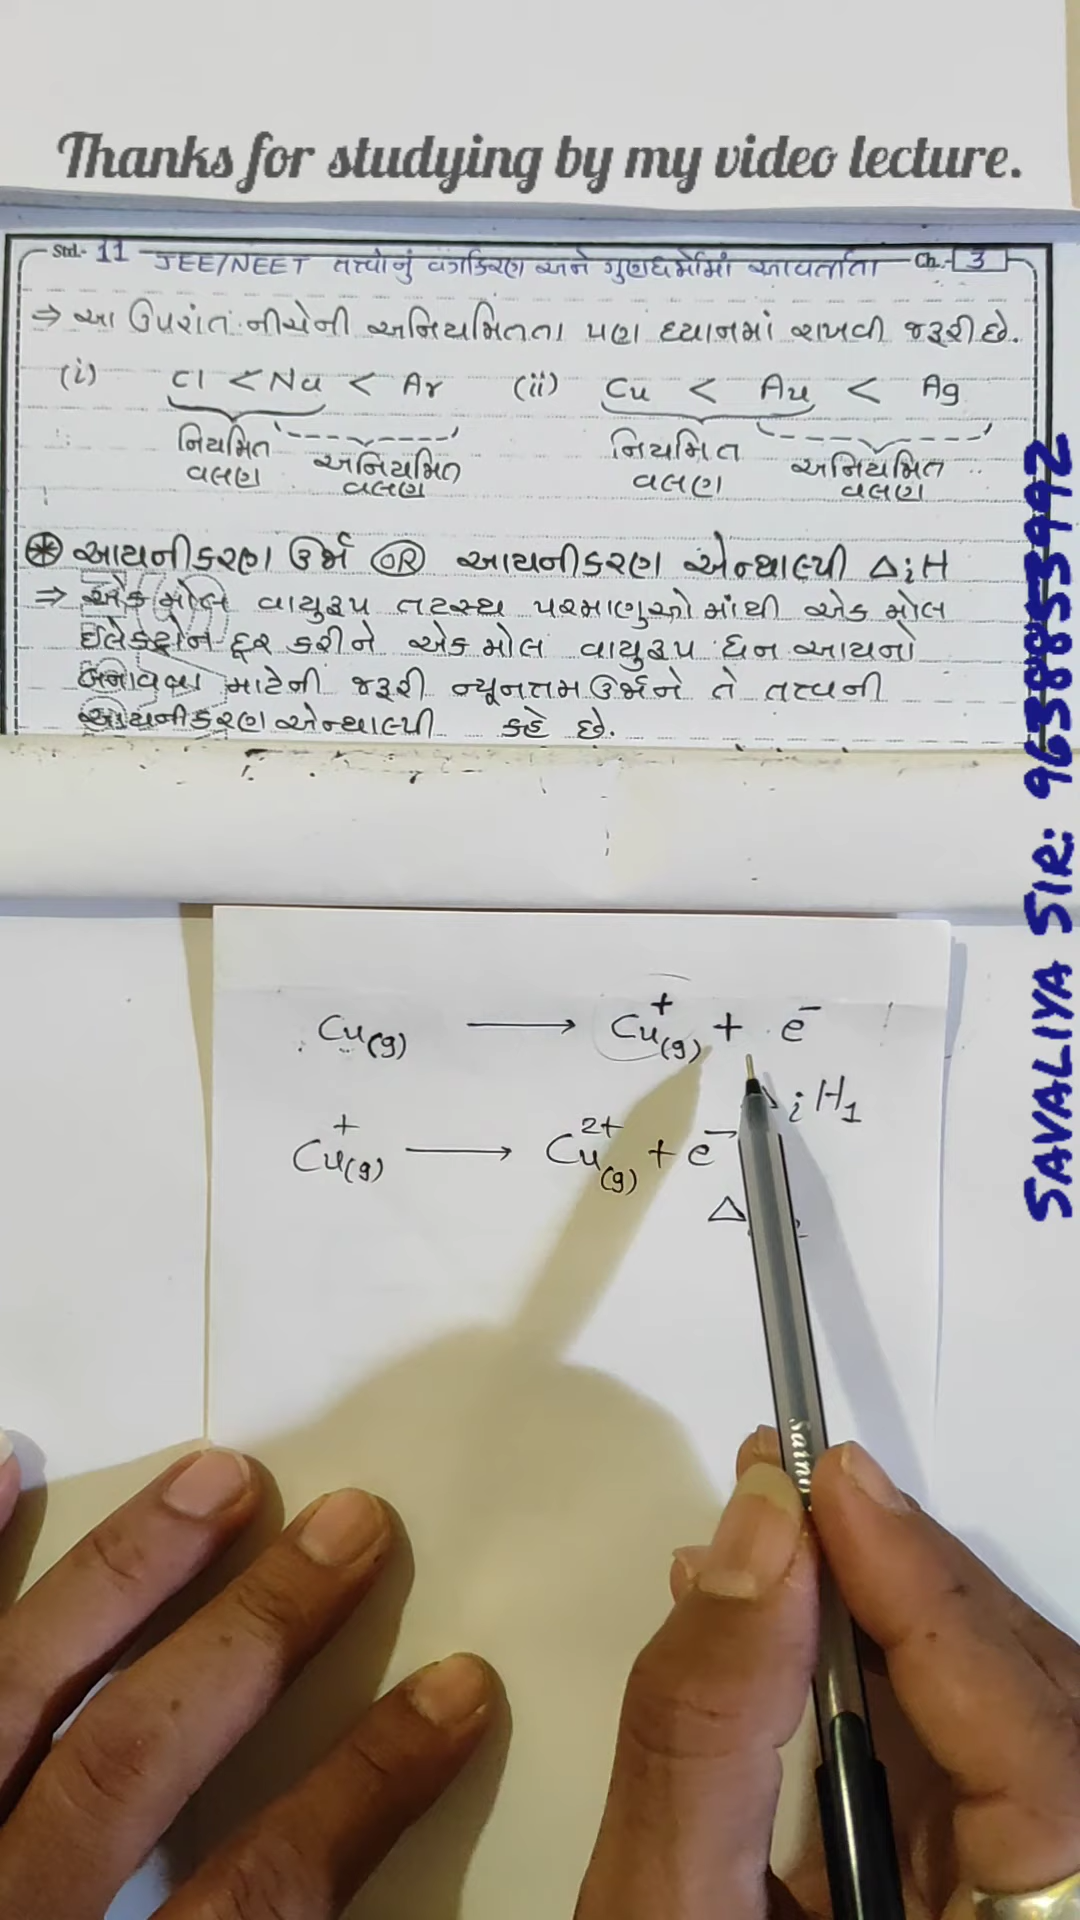 Thanks for studying by my video lecture.
Std.- 11 JEE/NEET તત્ત્વોનું વર્ગીકરણ અને ગુણધર્મોમાં આવર્તીતા Ch.- 3
⇒ આ ઉપરાંત નીચેની અનિયમિતતા પણ ધ્યાનમાં રાખવી જરૂરી છે.
(i) Cl < Na < Ar (ii) Cu < Au < Ag
નિયમિત વલણ અનિયમિત વલણ નિયમિત વલણ અનિયમિત વલણ
આયનીકરણ ઉર્જા OR આયનીકરણ એન્થાલ્પી ΔiH
⇒ એક મોલ વાયુરૂપ તટસ્થ પરમાણુઓમાંથી એક મોલ
ઈલેક્ટ્રોન દૂર કરીને એક મોલ વાયુરૂપ ધન આયનો
બનાવવા માટેની જરૂરી ન્યૂનત્તમ ઉર્જાને તે તત્ત્વની
આયનીકરણ એન્થાલ્પી કહે છે.
Cu(g) ⟶ Cu⁺(g) + e⁻
iH₁
Cu⁺(g) ⟶ Cu²⁺(g) + e⁻
Δ
SAVALIYA SIR: 9638853992